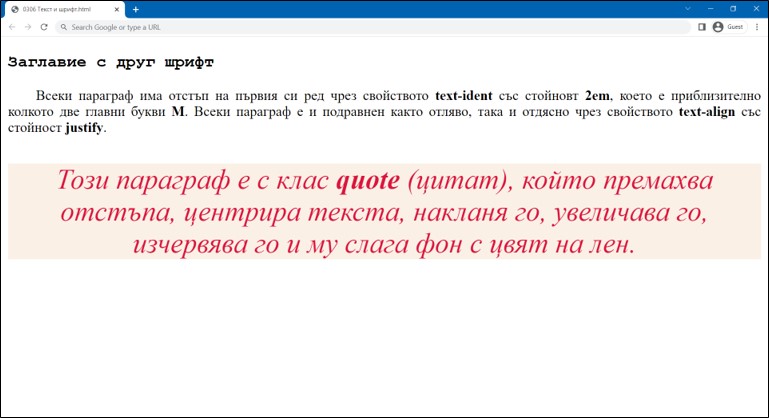 0306 Текст и шрифт.html
Search Google or type a URL
Guest
Заглавие с друг шрифт
Всеки параграф има отстъп на първия си ред чрез свойството text-ident със стойновт 2em, което е приблизително
колкото две главни букви М. Всеки параграф е и подравнен както отляво, така и отдясно чрез свойството text-align със
стойност justify.
Този параграф е с клас quote (цитат), който премахва
отстъпа, центрира текста, накланя го, увеличава го,
изчервява го и му слага фон с цвят на лен.